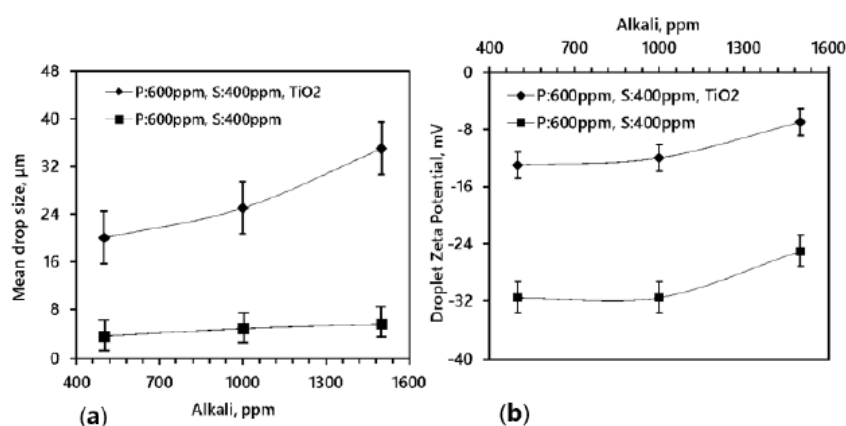 48
40
32
24
16
8
0
P:600ppm, S:400ppm, TiO2
P:600ppm, S:400ppm
Mean drop size, µm
400 700 1000 1300 1600
Alkali, ppm
(a)
Alkali, ppm
400 700 1000 1300 1600
0
-8
-16
-24
-32
-40
P:600ppm, S:400ppm, TiO2
P:600ppm, S:400ppm
Droplet Zeta Potential, mV
(b)